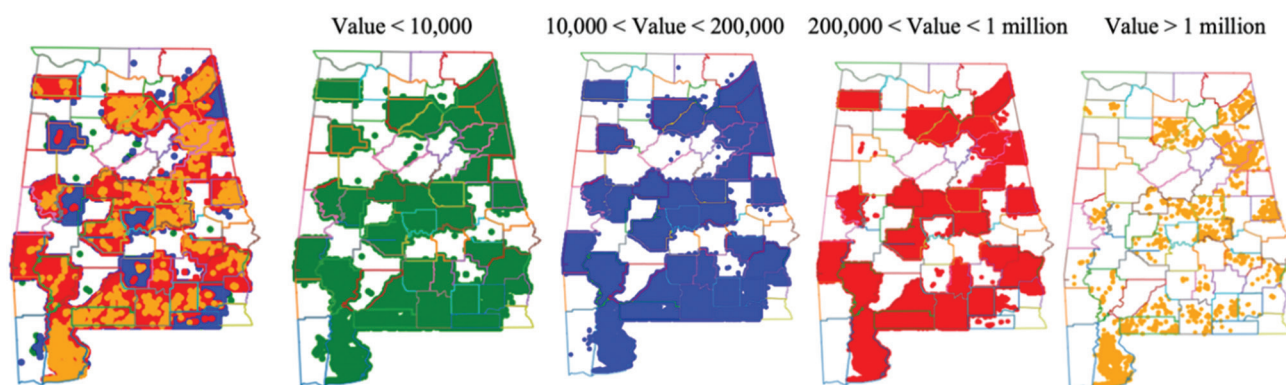 Value < 10,000
10,000 < Value < 200,000
200,000 < Value < 1 million
Value > 1 million